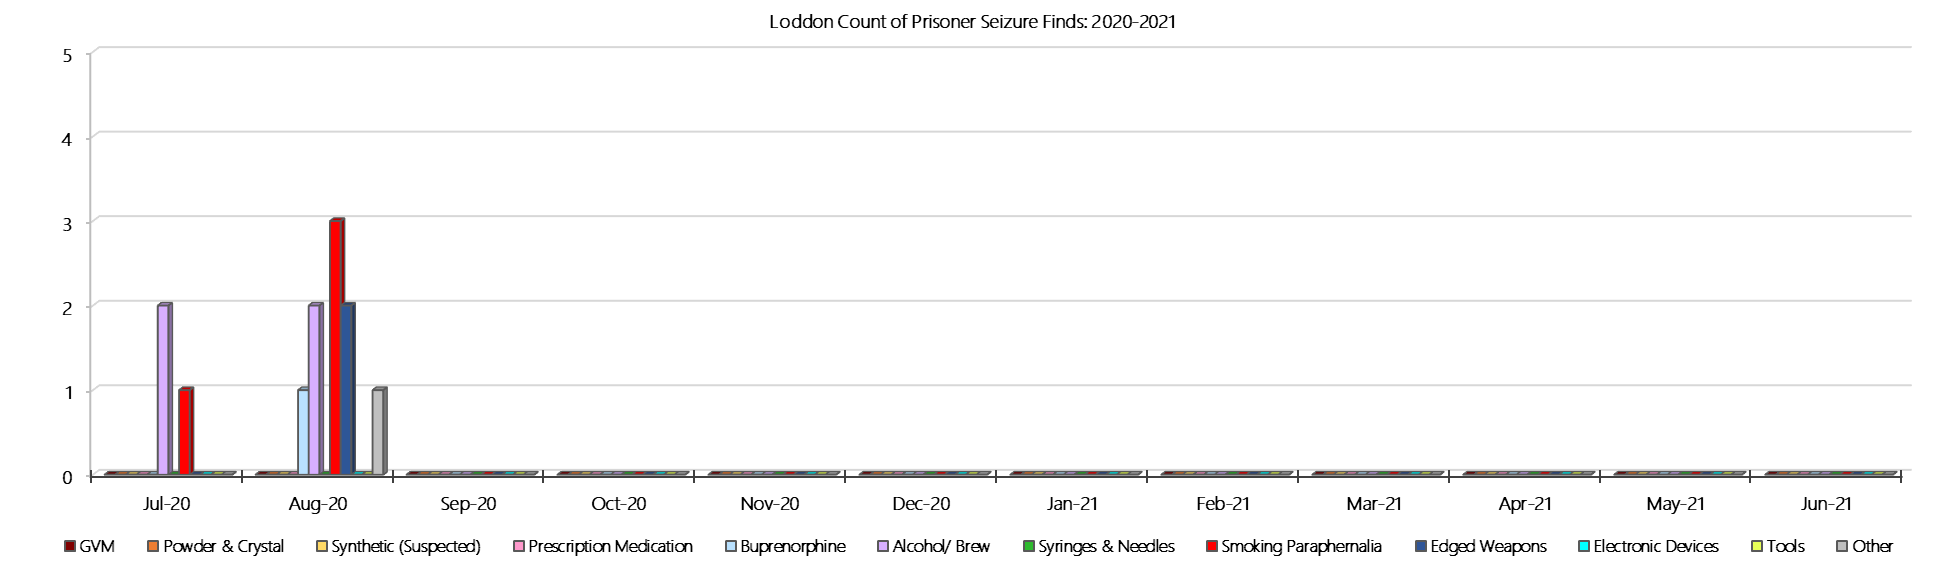 Loddon Count of Prisoner Seizure Finds: 2020-2021
5
4
3
2
1
0
Jul-20 Aug-20 Sep-20 Oct-20 Nov-20 Dec-20 Jan-21 Feb-21 Mar-21 Apr-21 May-21 Jun-21
GVM Powder & Crystal Synthetic (Suspected) Prescription Medication Buprenorphine Alcohol/ Brew Syringes & Needles Smoking Paraphernalia Edged Weapons Electronic Devices Tools Other